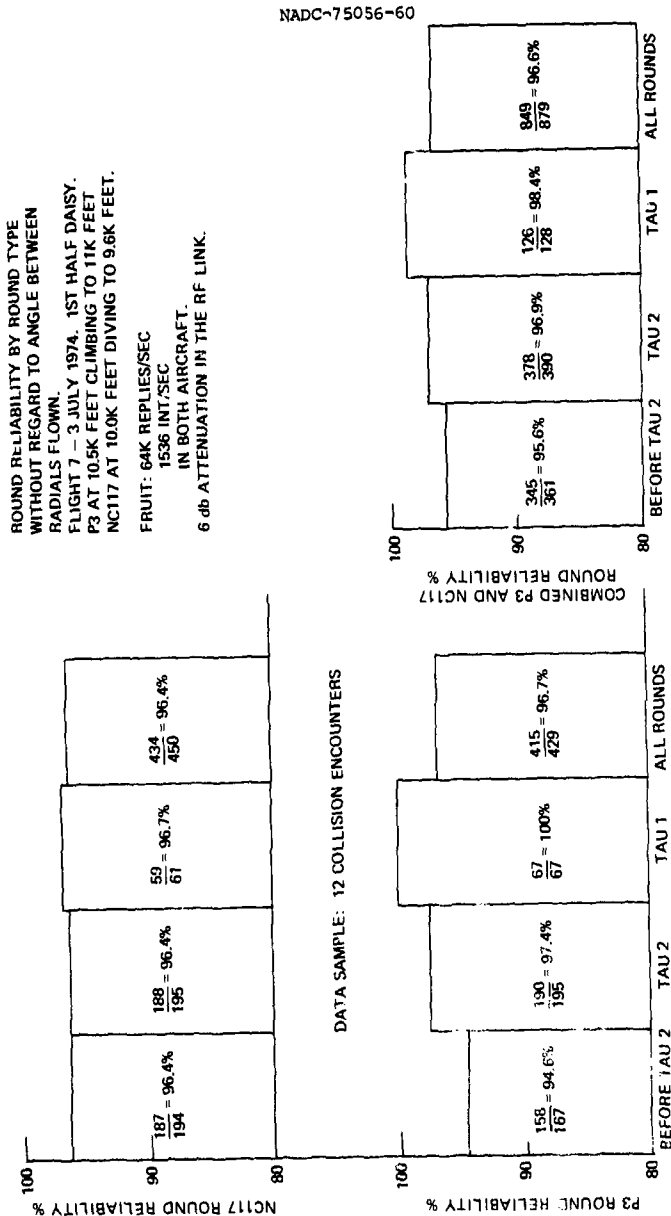 NADC-75056-60
ROUND RELIABILITY BY ROUND TYPE
WITHOUT REGARD TO ANGLE BETWEEN
RADIALS FLOWN.
FLIGHT 7 – 3 JULY 1974. 1ST HALF DAISY.
P3 AT 10.5K FEET CLIMBING TO 11K FEET
NC117 AT 10.0K FEET DIVING TO 9.6K FEET.
FRUIT: 64K REPLIES/SEC
1536 INT/SEC
IN BOTH AIRCRAFT.
6 db ATTENUATION IN THE RF LINK.
NC117 ROUND RELIABILITY %
100
90
80
187/194 = 96.4%
188/195 = 96.4%
59/61 = 96.7%
434/450 = 96.4%
DATA SAMPLE: 12 COLLISION ENCOUNTERS
P3 ROUND RELIABILITY %
100
90
80
158/167 = 94.6%
190/195 = 97.4%
67/67 = 100%
415/429 = 96.7%
BEFORE TAU 2
TAU 2
TAU 1
ALL ROUNDS
COMBINED P3 AND NC117
ROUND RELIABILITY %
100
90
80
345/361 = 95.6%
378/390 = 96.9%
126/128 = 98.4%
849/879 = 96.6%
BEFORE TAU 2
TAU 2
TAU 1
ALL ROUNDS